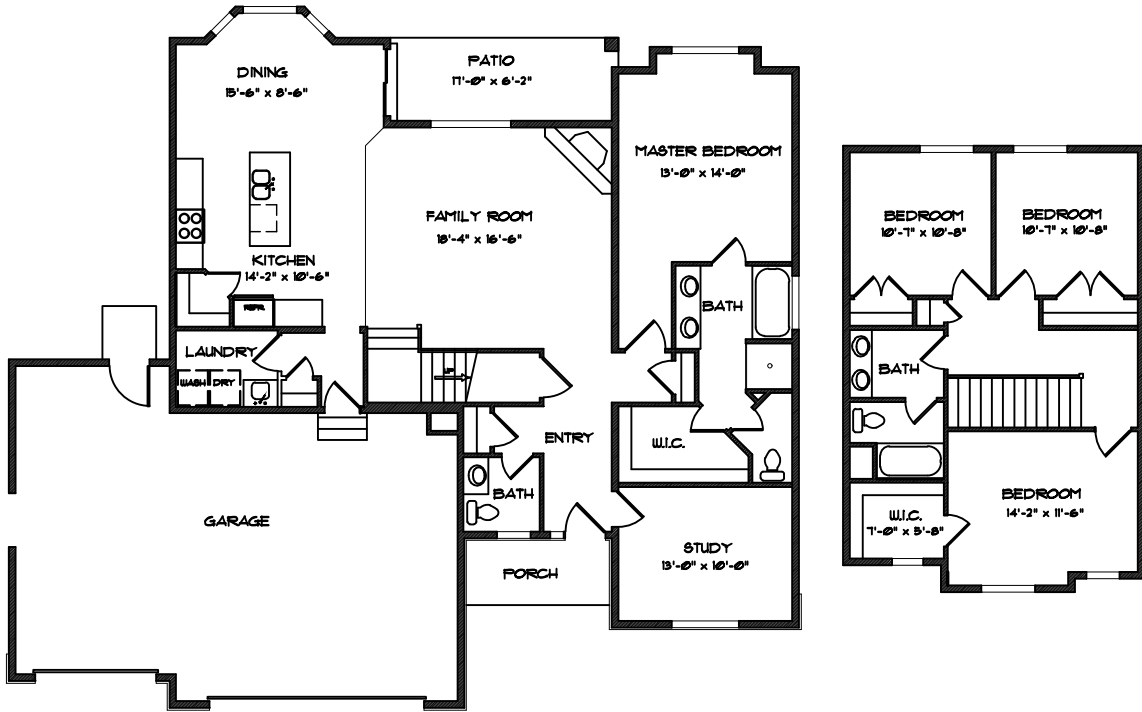 PATIO
17'-0" x 6'-2"
DINING
15'-6" x 8'-6"
MASTER BEDROOM
13'-0" x 14'-0"
FAMILY ROOM
18'-4" x 16'-6"
BEDROOM
10'-7" x 10'-8"
BEDROOM
10'-7" x 10'-8"
KITCHEN
14'-2" x 10'-6"
REFR.
BATH
LAUNDRY
WASH
DRY
UP
BATH
ENTRY
W.I.C.
BATH
BEDROOM
14'-2" x 11'-6"
W.I.C.
7'-0" x 5'-8"
GARAGE
STUDY
13'-0" x 10'-0"
PORCH